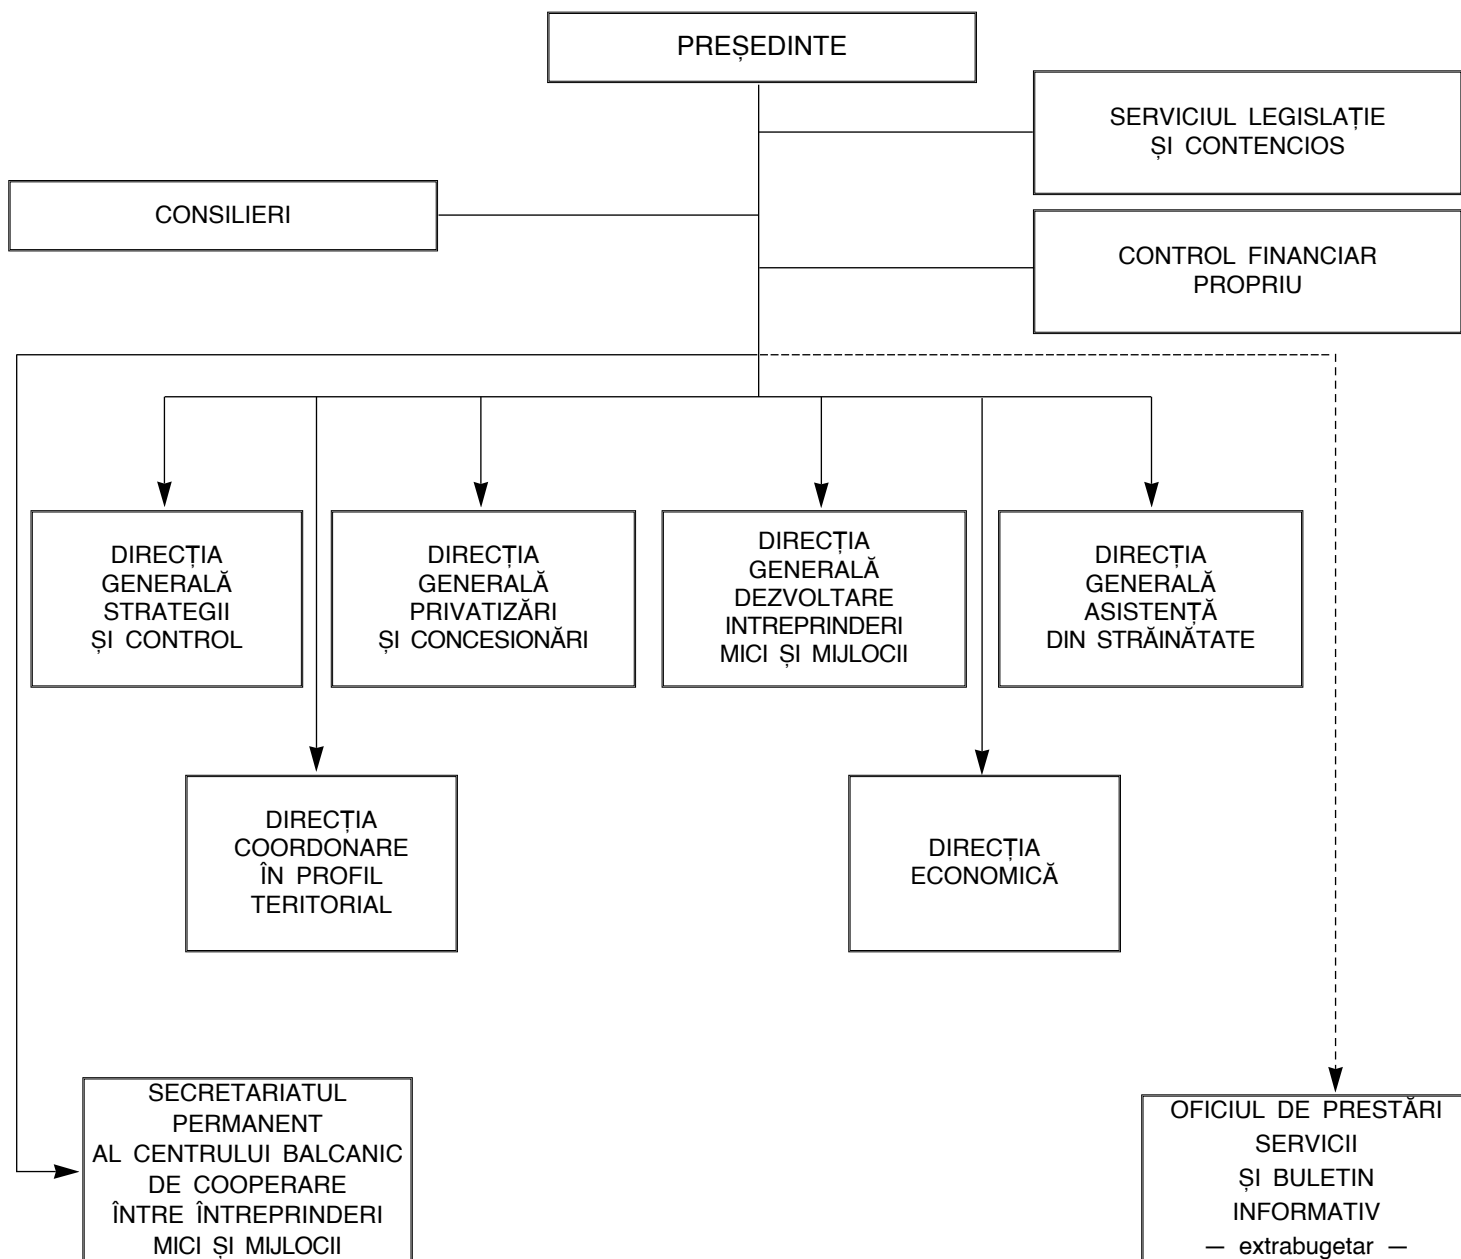 PREȘEDINTE
SERVICIUL LEGISLAȚIE
ȘI CONTENCIOS
CONSILIERI
CONTROL FINANCIAR
PROPRIU
DIRECȚIA
GENERALĂ
STRATEGII
ȘI CONTROL
DIRECȚIA
GENERALĂ
PRIVATIZĂRI
ȘI CONCESIONĂRI
DIRECȚIA
GENERALĂ
DEZVOLTARE
INTREPRINDERI
MICI ȘI MIJLOCII
DIRECȚIA
GENERALĂ
ASISTENȚĂ
DIN STRĂINĂTATE
DIRECȚIA
COORDONARE
ÎN PROFIL
TERITORIAL
DIRECȚIA
ECONOMICĂ
SECRETARIATUL
PERMANENT
AL CENTRULUI BALCANIC
DE COOPERARE
ÎNTRE ÎNTREPRINDERI
MICI ȘI MIJLOCII
OFICIUL DE PRESTĂRI
SERVICII
ȘI BULETIN
INFORMATIV
— extrabugetar —